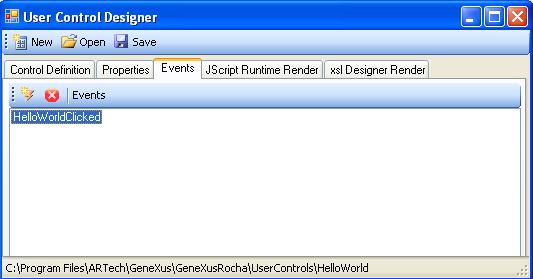 User Control Designer
New Open Save
Control Definition Properties Events JScript Runtime Render xsl Designer Render
Events
HelloWorldClicked
C:\Program Files\ARTech\GeneXus\GeneXusRocha\UserControls\HelloWorld